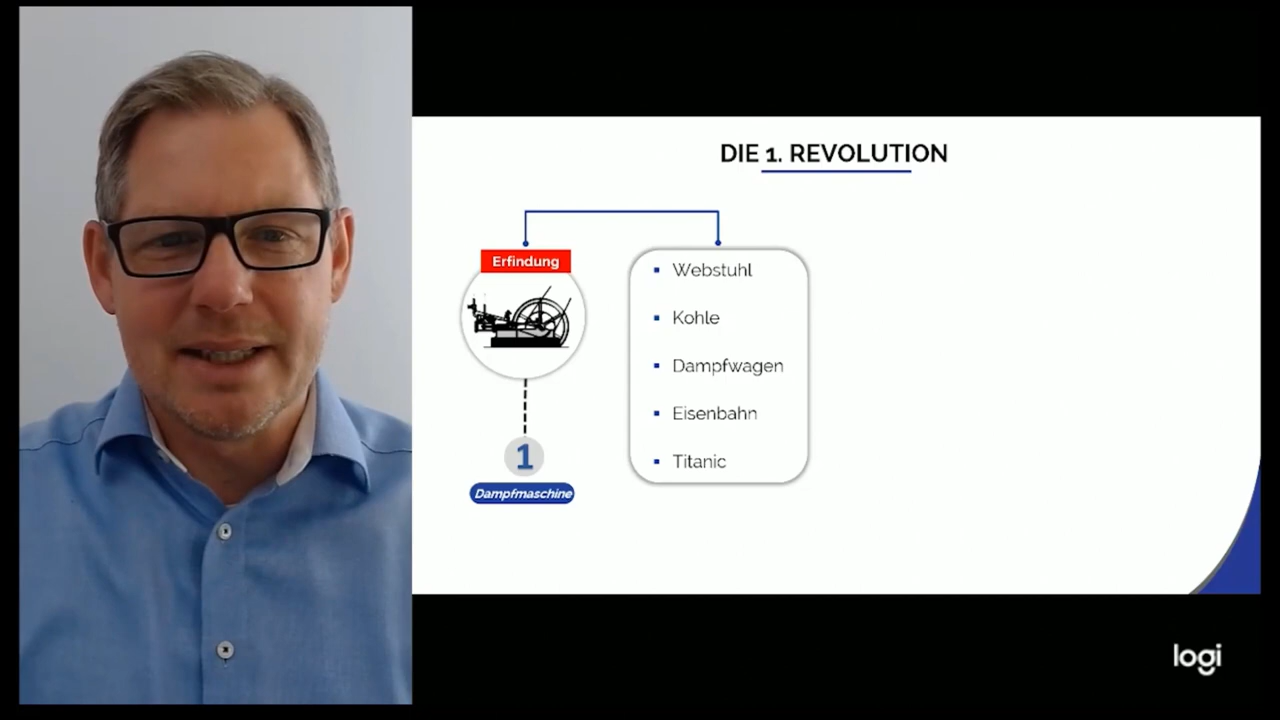 DIE 1. REVOLUTION
Erfindung
1
Dampfmaschine
Webstuhl
Kohle
Dampfwagen
Eisenbahn
Titanic
logi